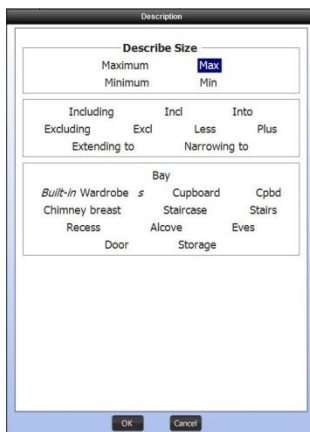 Description
Describe Size
Maximum Max
Minimum Min
Including Incl Into
Excluding Excl Less Plus
Extending to Narrowing to
Bay
Built-in Wardrobe s Cupboard Cpbd
Chimney breast Staircase Stairs
Recess Alcove Eves
Door Storage
OK Cancel